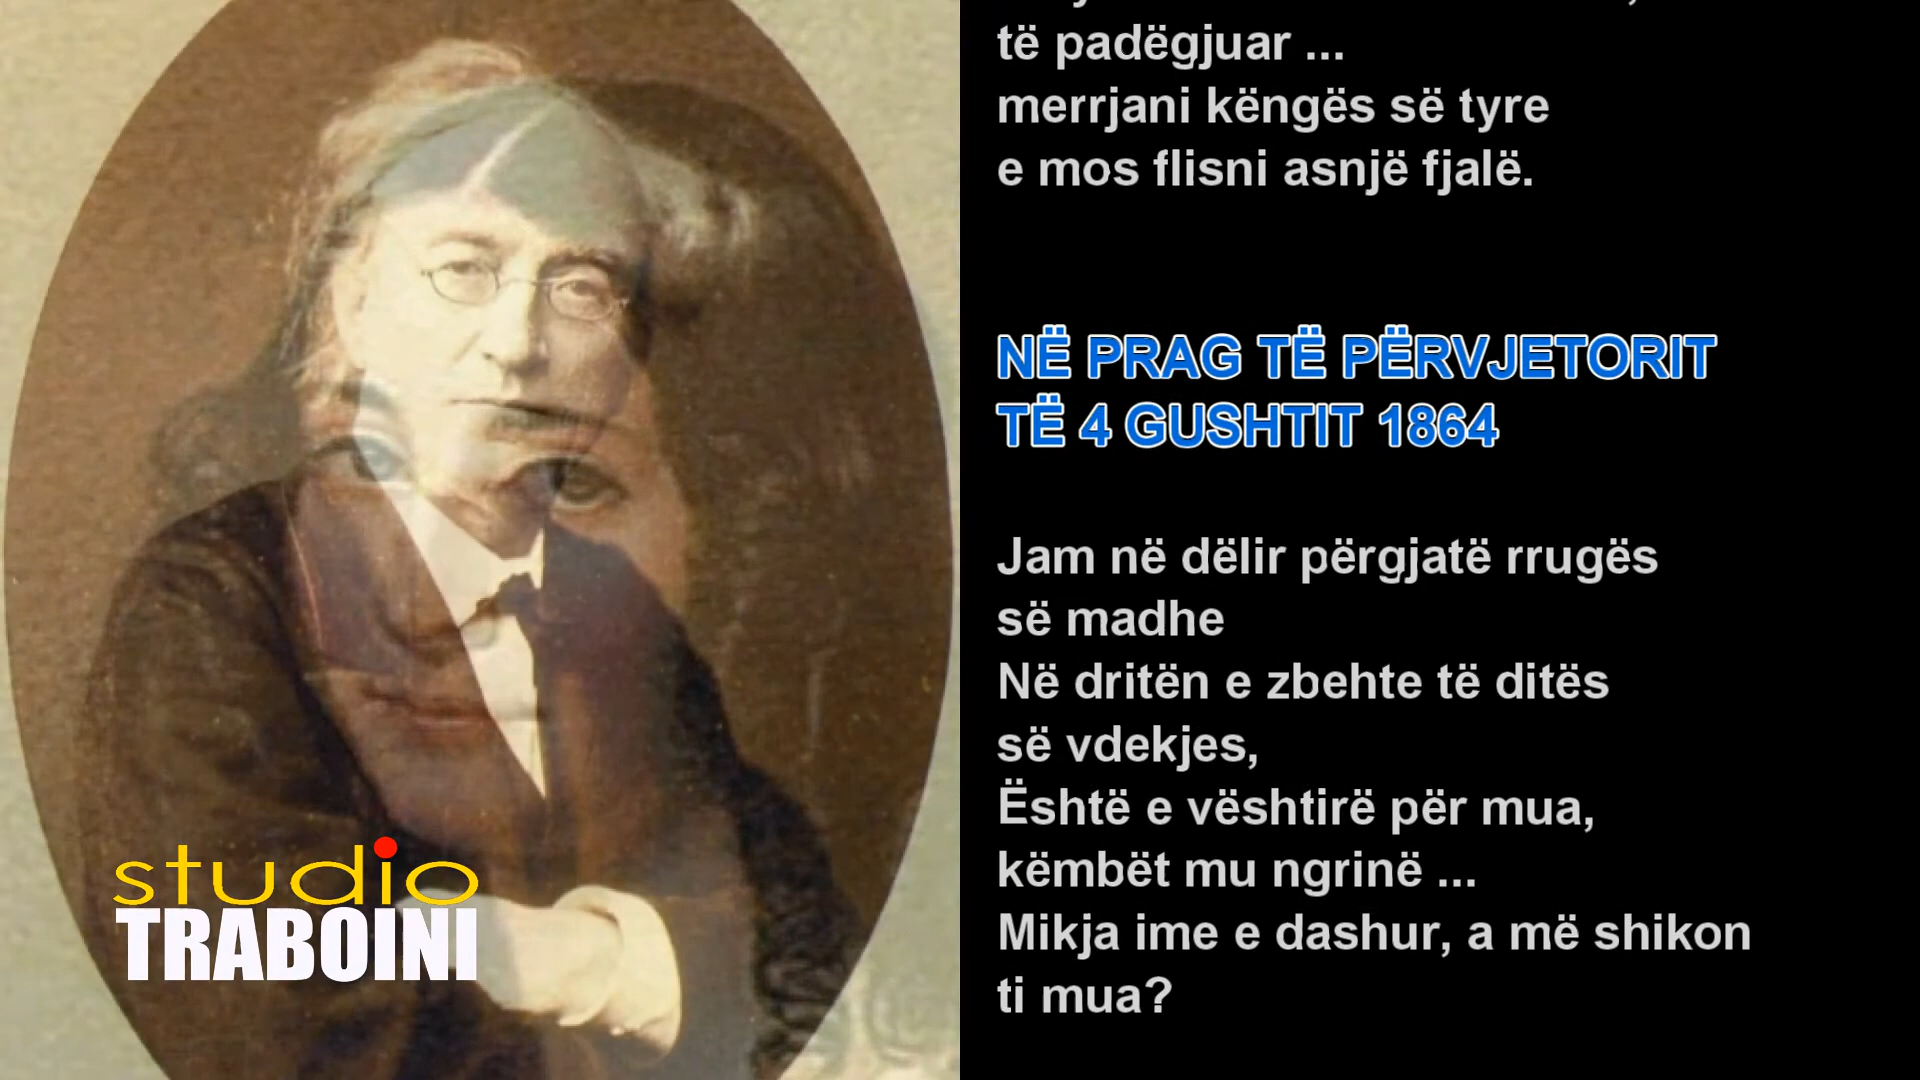 të padëgjuar ...
merrjani këngës së tyre
e mos flisni asnjë fjalë.
NË PRAG TË PËRVJETORIT
TË 4 GUSHTIT 1864
Jam në dëlir përgjatë rrugës
së madhe
Në dritën e zbehte të ditës
së vdekjes,
Është e vështirë për mua,
këmbët mu ngrinë ...
Mikja ime e dashur, a më shikon
ti mua?
studio
TRABOINI